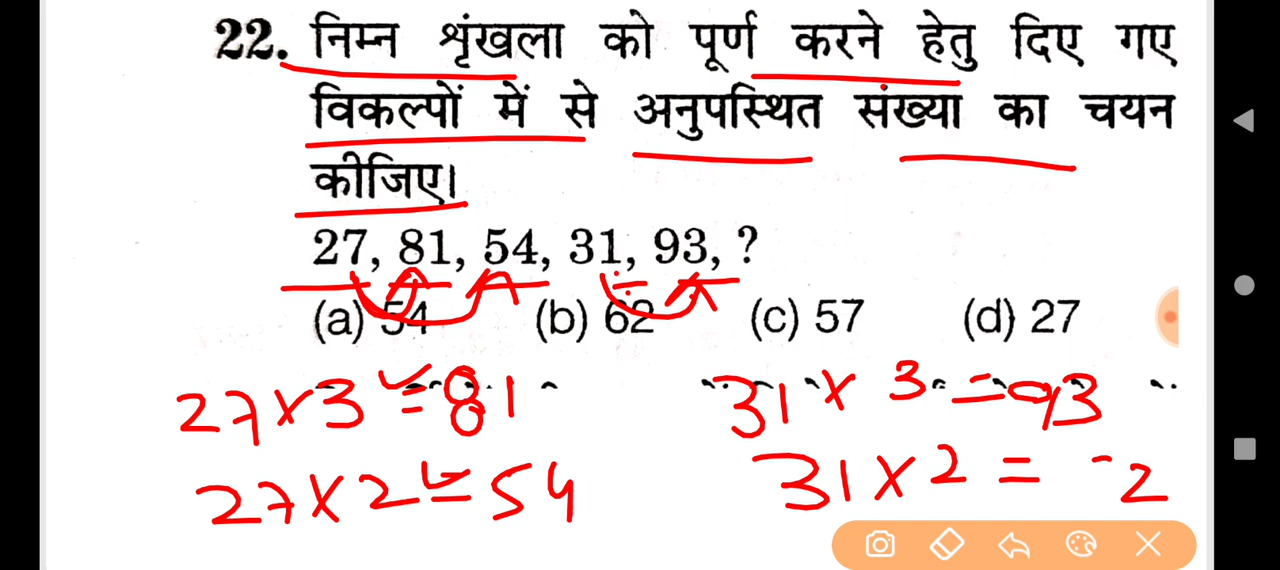 22. निम्न शृंखला को पूर्ण करने हेतु दिए गए
विकल्पों में से अनुपस्थित संख्या का चयन
कीजिए।
27, 81, 54, 31, 93, ?
(a) 54 (b) 62 (c) 57 (d) 27
27 x 3 = 81 31 x 3 = 93
27 x 2 = 54 31 x 2 = 2